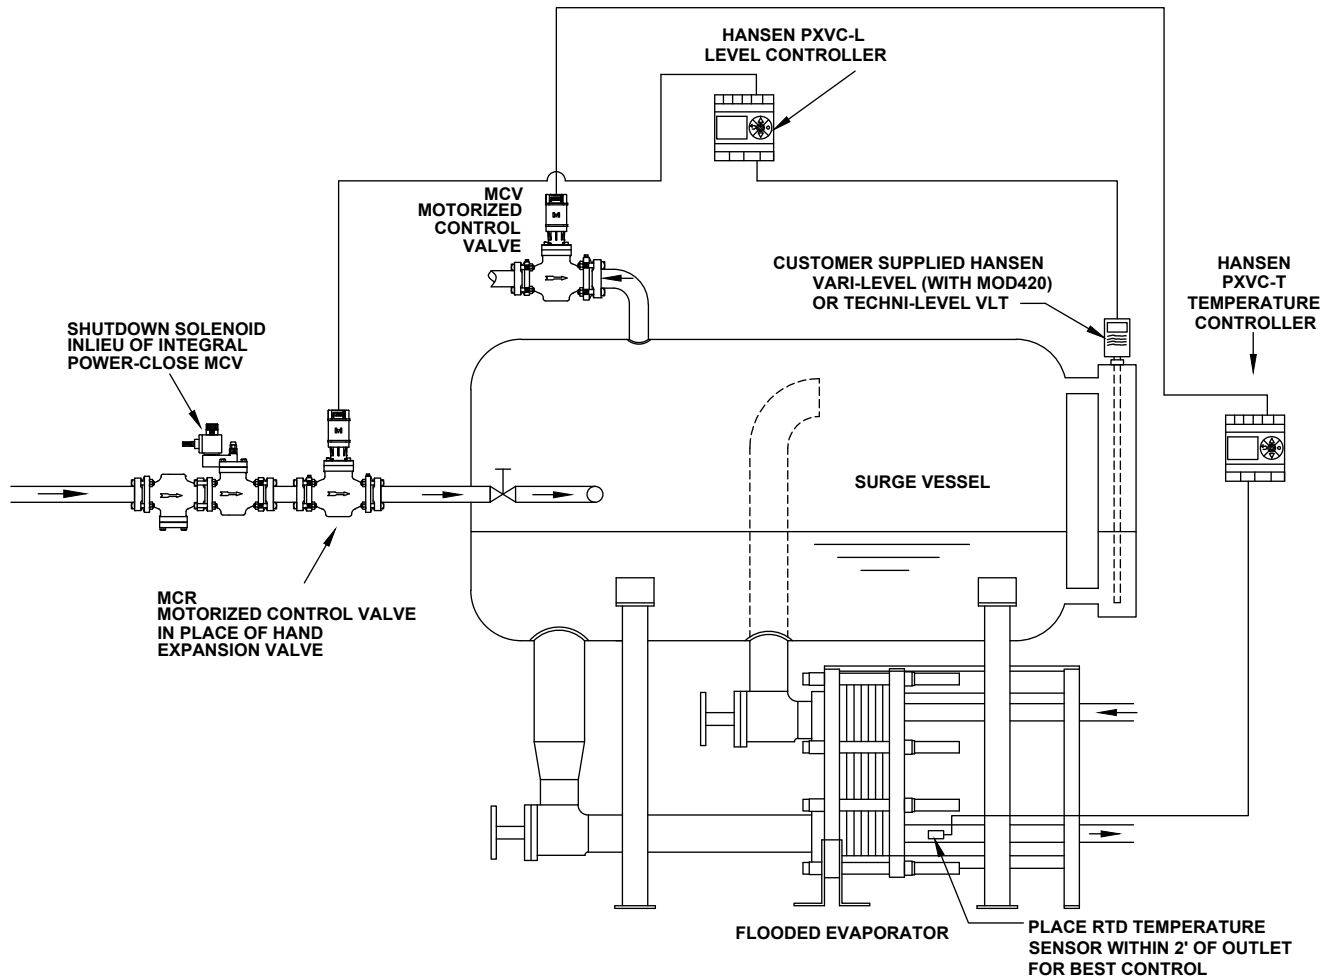 HANSEN PXVC-L
LEVEL CONTROLLER
MCV
MOTORIZED
CONTROL
VALVE
CUSTOMER SUPPLIED HANSEN
VARI-LEVEL (WITH MOD420)
OR TECHNI-LEVEL VLT
HANSEN
PXVC-T
TEMPERATURE
CONTROLLER
SHUTDOWN SOLENOID
INLIEU OF INTEGRAL
POWER-CLOSE MCV
SURGE VESSEL
MCR
MOTORIZED CONTROL VALVE
IN PLACE OF HAND
EXPANSION VALVE
FLOODED EVAPORATOR
PLACE RTD TEMPERATURE
SENSOR WITHIN 2' OF OUTLET
FOR BEST CONTROL